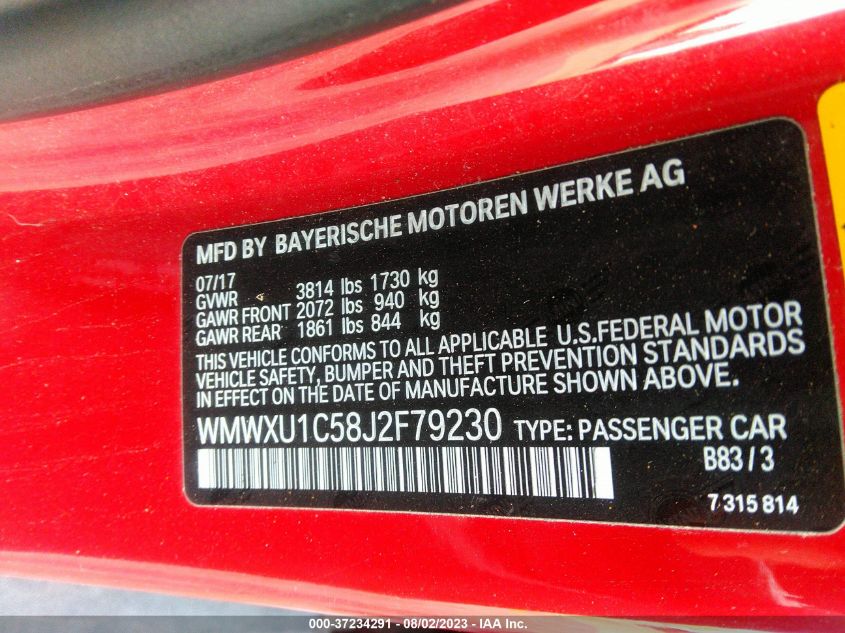 MFD BY BAYERISCHE MOTOREN WERKE AG
07/17
GVWR 3814 lbs 1730 kg
GAWR FRONT 2072 lbs 940 kg
GAWR REAR 1861 lbs 844 kg
THIS VEHICLE CONFORMS TO ALL APPLICABLE U.S.FEDERAL MOTOR
VEHICLE SAFETY, BUMPER AND THEFT PREVENTION STANDARDS
IN EFFECT ON THE DATE OF MANUFACTURE SHOWN ABOVE.
WMWXU1C58J2F79230 TYPE: PASSENGER CAR
B83 / 3
7 315 814
000-37234291 - 08/02/2023 - IAA Inc.